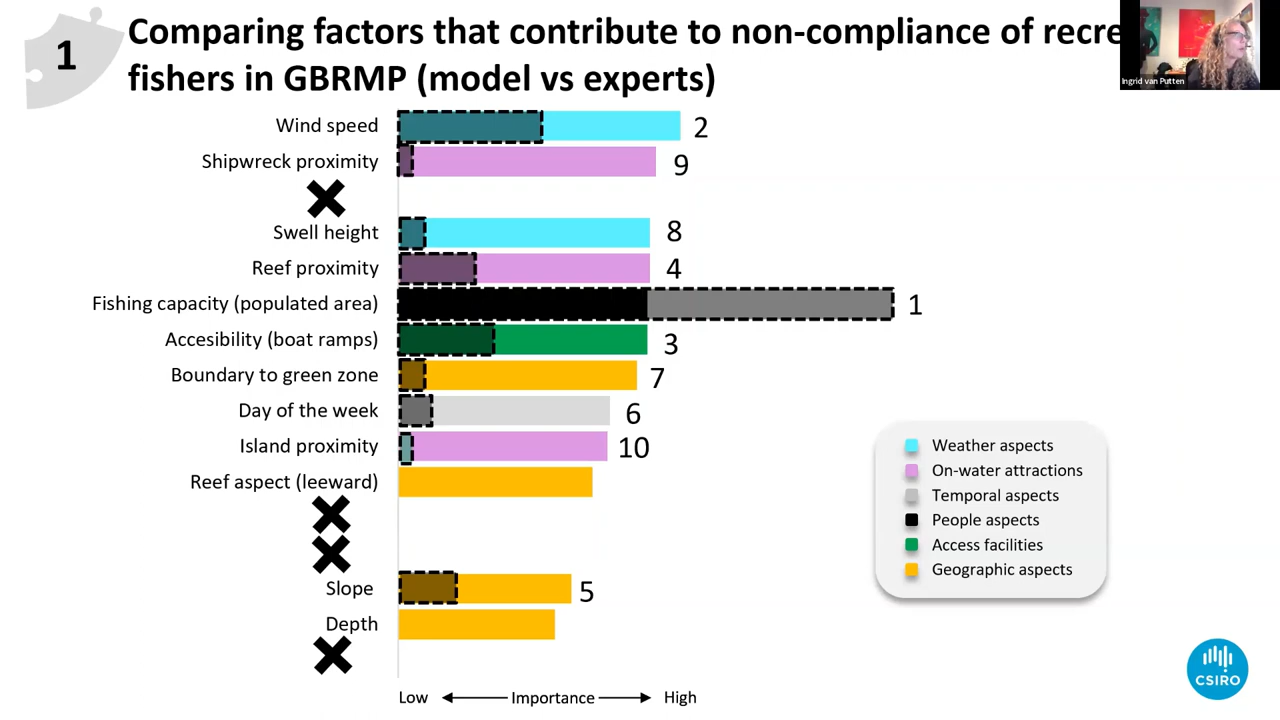 1
Comparing factors that contribute to non-compliance of recre
fishers in GBRMP (model vs experts)
Ingrid van Putten
Wind speed 2
Shipwreck proximity 9
Swell height 8
Reef proximity 4
Fishing capacity (populated area) 1
Accesibility (boat ramps) 3
Boundary to green zone 7
Day of the week 6
Island proximity 10
Reef aspect (leeward)
Slope 5
Depth
Low Importance High
Weather aspects
On-water attractions
Temporal aspects
People aspects
Access facilities
Geographic aspects
CSIRO